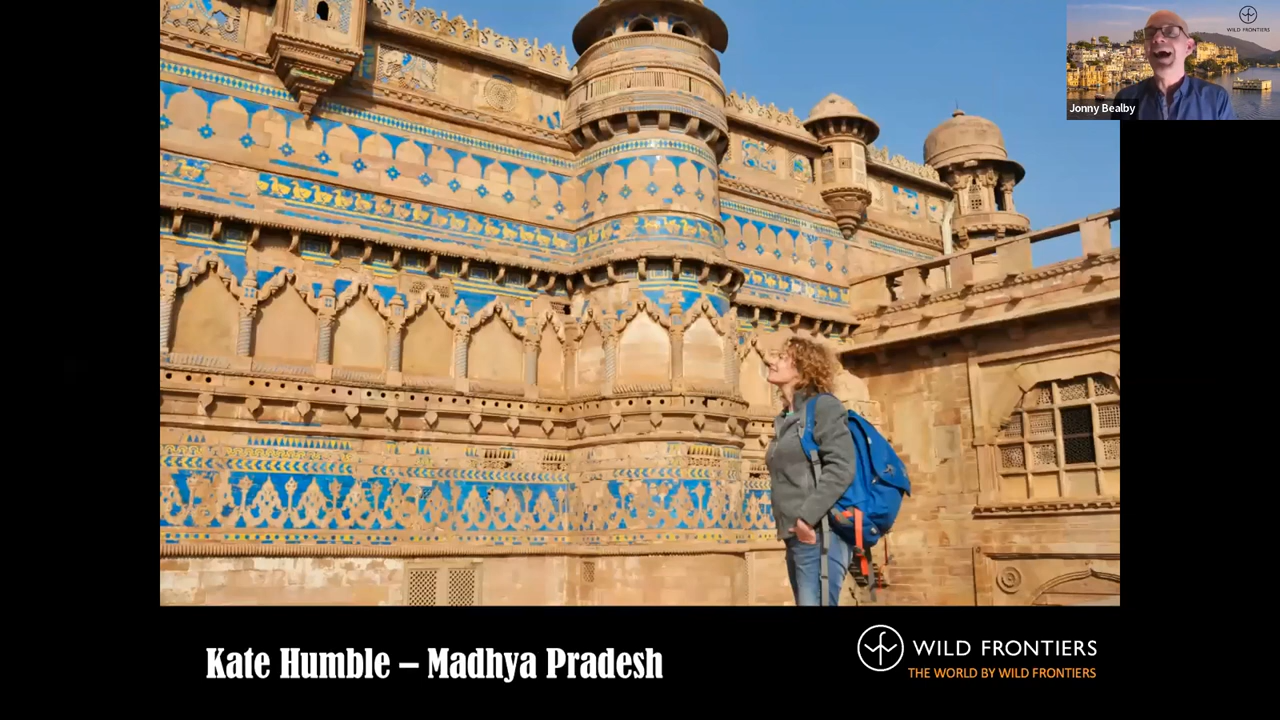 WILD FRONTIERS
Jonny Bealby
Kate Humble – Madhya Pradesh
WILD FRONTIERS
THE WORLD BY WILD FRONTIERS